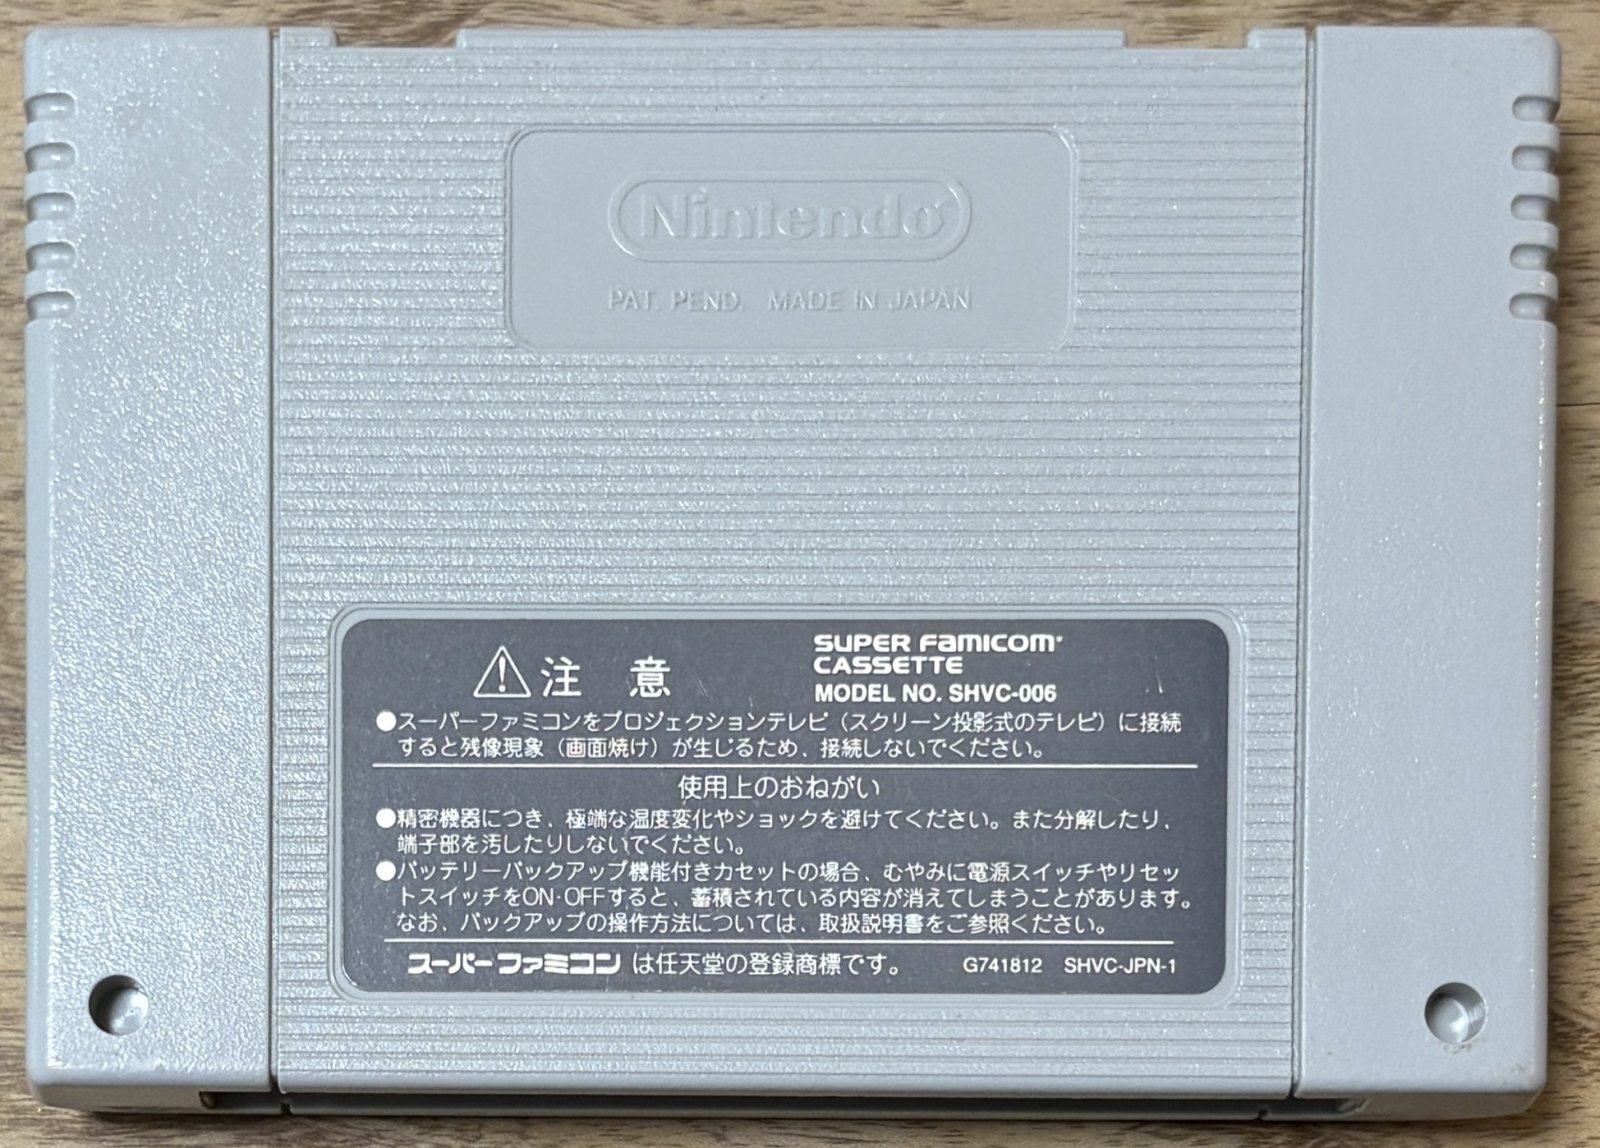 Nintendo
PAT. PEND. MADE IN JAPAN
注意
SUPER FAMICOM
CASSETTE
MODEL NO. SHVC-006
●スーパーファミコンをプロジェクションテレビ（スクリーン投影式のテレビ）に接続
すると残像現象（画面焼け）が生じるため、接続しないでください。
使用上のおねがい
●精密機器につき、極端な温度変化やショックを避けてください。また分解したり、
端子部を汚したりしないでください。
●バッテリーバックアップ機能付きカセットの場合、むやみに電源スイッチやリセッ
トスイッチをON·OFFすると、蓄積されている内容が消えてしまうことがあります。
なお、バックアップの操作方法については、取扱説明書をご参照ください。
スーパーファミコンは任天堂の登録商標です。 G741812 SHVC-JPN-1